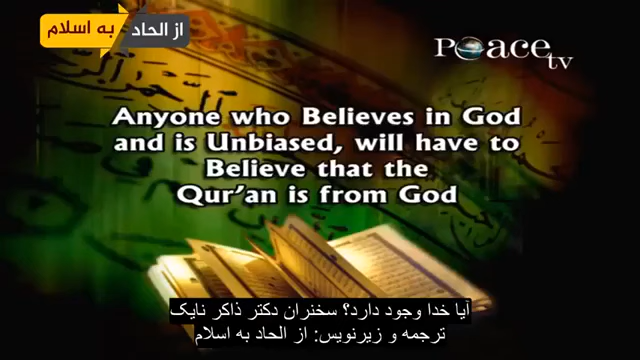 از الحاد به اسلام
Peace tv
Anyone who Believes in God
and is Unbiased, will have to
Believe that the
Qur'an is from God
آیا خدا وجود دارد؟ سخنران دکتر ذاکر نایک
ترجمه و زیرنویس: از الحاد به اسلام